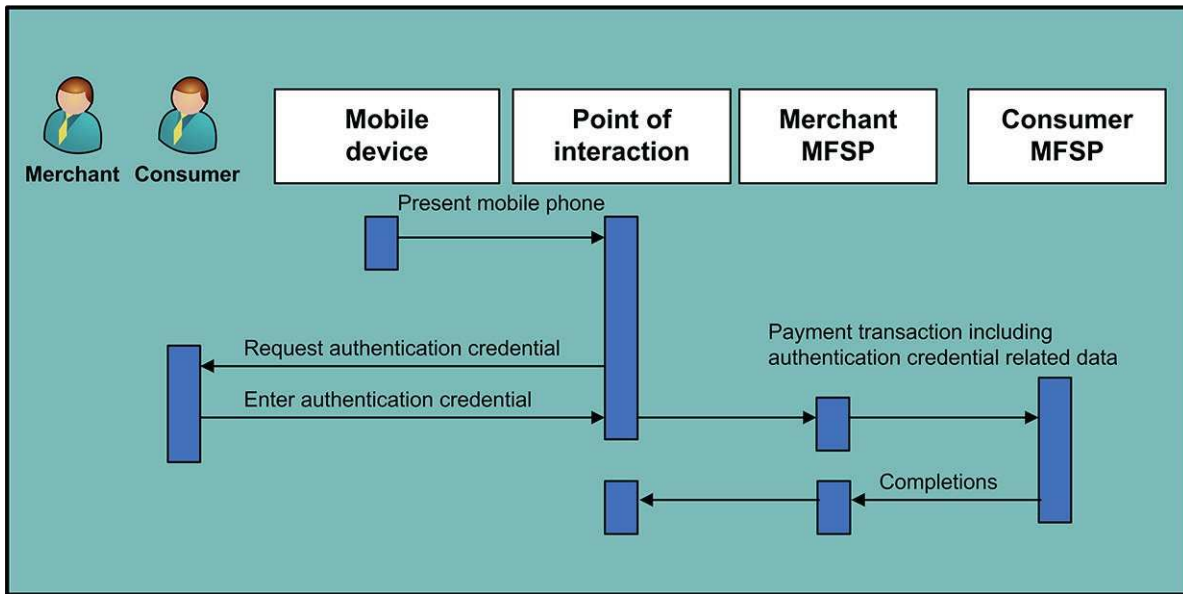 Merchant
Consumer
Mobile
device
Point of
interaction
Merchant
MFSP
Consumer
MFSP
Present mobile phone
Request authentication credential
Payment transaction including
authentication credential related data
Enter authentication credential
Completions